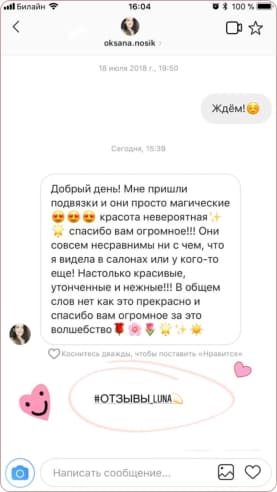 Билайн 16:04 100 %
oksana.nosik
18 июля 2018 г., 19:50
Ждём!☺️
Сегодня, 15:39
Добрый день! Мне пришли
подвязки и они просто магические
😍😍😍 красота невероятная✨
🌟 спасибо вам огромное!!! Они
совсем несравнимы ни с чем, что
я видела в салонах или у кого-то
еще! Настолько красивые,
утонченные и нежные!!! В общем
слов нет как это прекрасно и
спасибо вам огромное за это
волшебство🌹🌸🌷🌟✨☀️
Коснитесь дважды, чтобы поставить «Нравится»
#ОТЗЫВЫ_LUNA💫
Написать сообщение...